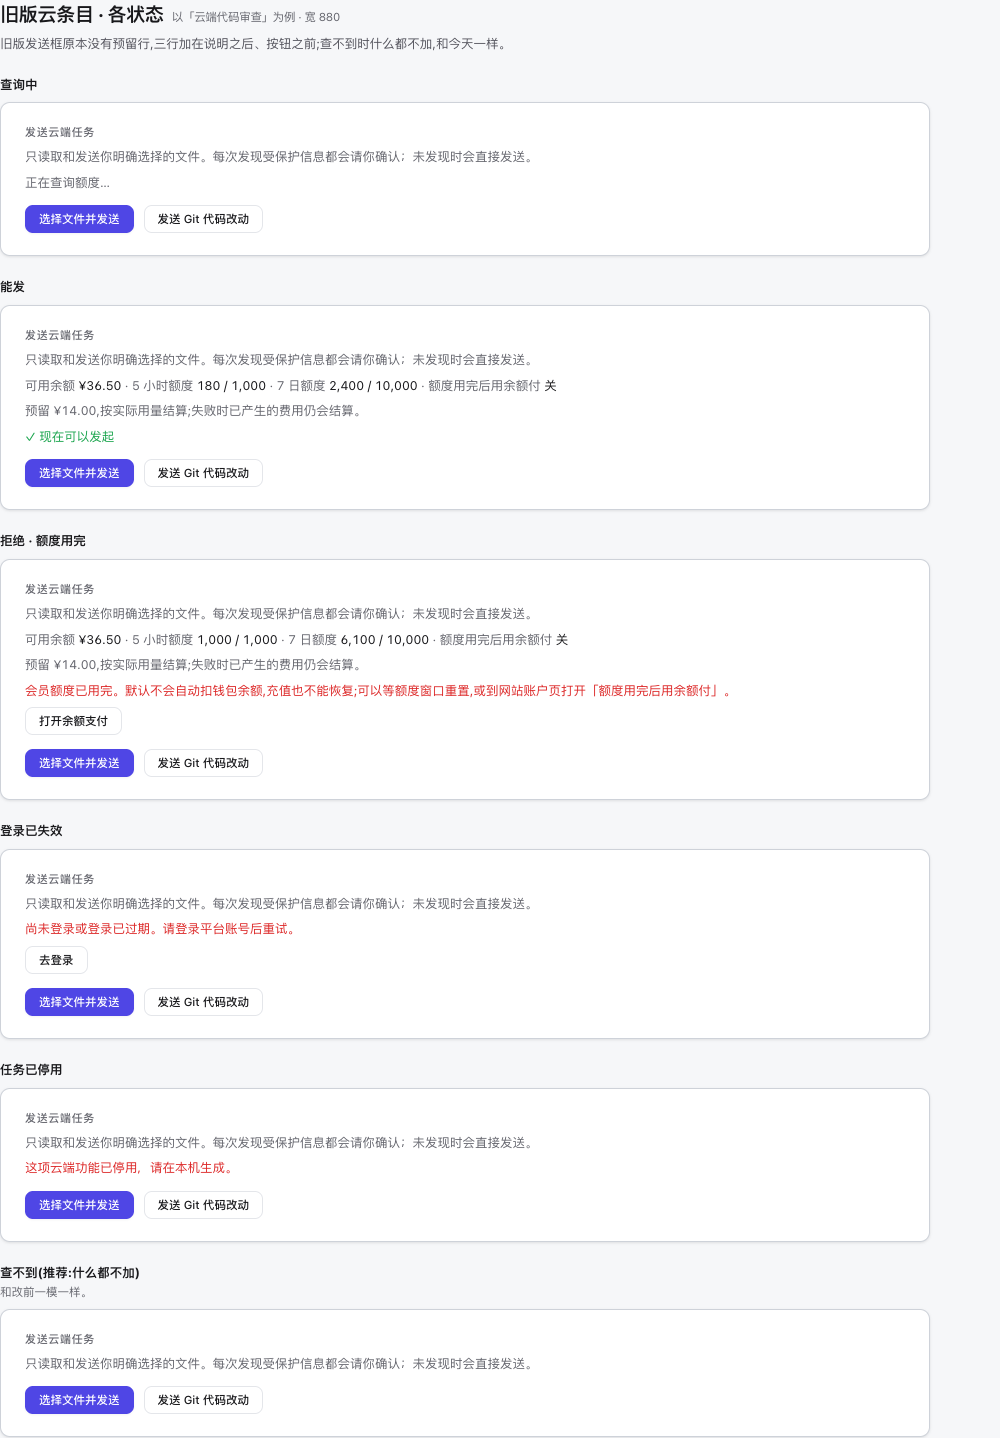 旧版云条目 · 各状态 以「云端代码审查」为例 · 宽 880
旧版发送框原本没有预留行,三行加在说明之后、按钮之前;查不到时什么都不加,和今天一样。
查询中
发送云端任务
只读取和发送你明确选择的文件。每次发现受保护信息都会请你确认；未发现时会直接发送。
正在查询额度…
选择文件并发送 发送 Git 代码改动
能发
发送云端任务
只读取和发送你明确选择的文件。每次发现受保护信息都会请你确认；未发现时会直接发送。
可用余额 ¥36.50 · 5 小时额度 180 / 1,000 · 7 日额度 2,400 / 10,000 · 额度用完后用余额付 关
预留 ¥14.00,按实际用量结算;失败时已产生的费用仍会结算。
✓ 现在可以发起
选择文件并发送 发送 Git 代码改动
拒绝 · 额度用完
发送云端任务
只读取和发送你明确选择的文件。每次发现受保护信息都会请你确认；未发现时会直接发送。
可用余额 ¥36.50 · 5 小时额度 1,000 / 1,000 · 7 日额度 6,100 / 10,000 · 额度用完后用余额付 关
预留 ¥14.00,按实际用量结算;失败时已产生的费用仍会结算。
会员额度已用完。默认不会自动扣钱包余额,充值也不能恢复;可以等额度窗口重置,或到网站账户页打开「额度用完后用余额付」。
打开余额支付
选择文件并发送 发送 Git 代码改动
登录已失效
发送云端任务
只读取和发送你明确选择的文件。每次发现受保护信息都会请你确认；未发现时会直接发送。
尚未登录或登录已过期。请登录平台账号后重试。
去登录
选择文件并发送 发送 Git 代码改动
任务已停用
发送云端任务
只读取和发送你明确选择的文件。每次发现受保护信息都会请你确认；未发现时会直接发送。
这项云端功能已停用，请在本机生成。
选择文件并发送 发送 Git 代码改动
查不到(推荐:什么都不加)
和改前一模一样。
发送云端任务
只读取和发送你明确选择的文件。每次发现受保护信息都会请你确认；未发现时会直接发送。
选择文件并发送 发送 Git 代码改动